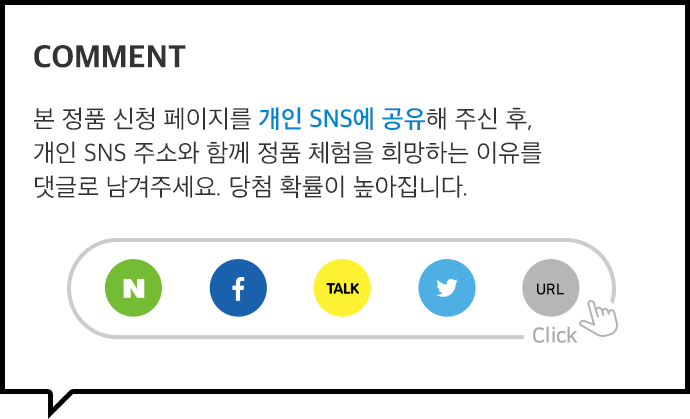 COMMENT
본 정품 신청 페이지를 개인 SNS에 공유해 주신 후,
개인 SNS 주소와 함께 정품 체험을 희망하는 이유를
댓글로 남겨주세요. 당첨 확률이 높아집니다.
N f TALK URL
Click